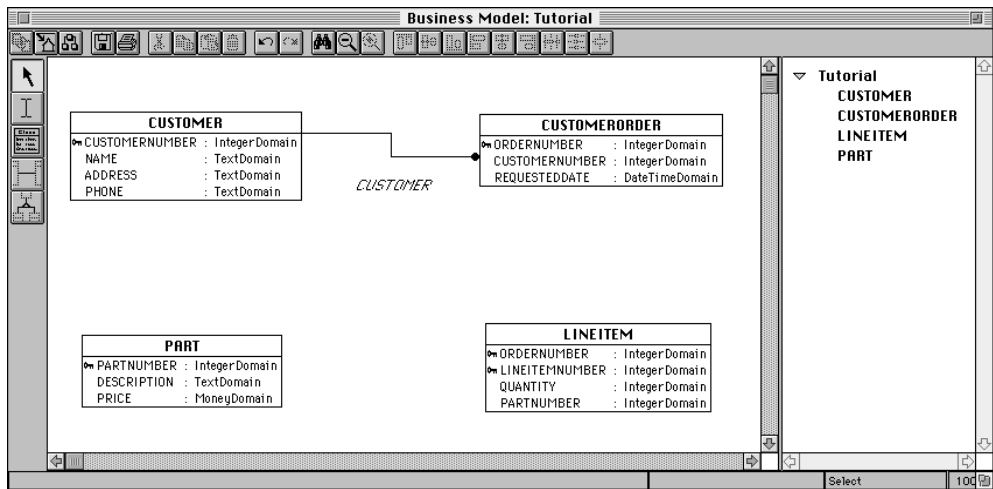 Business Model: Tutorial
CUSTOMER
CUSTOMERNUMBER : IntegerDomain
NAME : TextDomain
ADDRESS : TextDomain
PHONE : TextDomain
CUSTOMER
CUSTOMERORDER
ORDERNUMBER : IntegerDomain
CUSTOMERNUMBER : IntegerDomain
REQUESTEDDATE : DateTimeDomain
PART
PARTNUMBER : IntegerDomain
DESCRIPTION : TextDomain
PRICE : MoneyDomain
LINEITEM
ORDERNUMBER : IntegerDomain
LINEITEMNUMBER : IntegerDomain
QUANTITY : IntegerDomain
PARTNUMBER : IntegerDomain
Tutorial
CUSTOMER
CUSTOMERORDER
LINEITEM
PART
Select